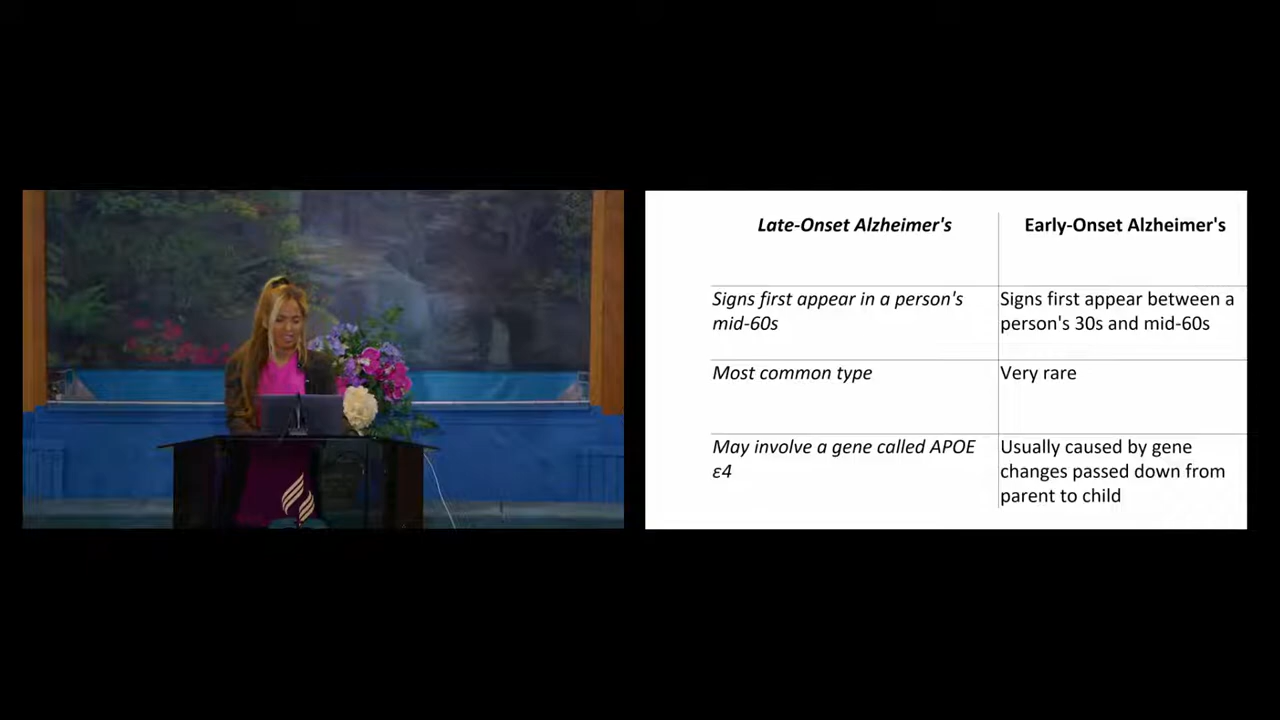 Late-Onset Alzheimer's
Early-Onset Alzheimer's
Signs first appear in a person's
mid-60s
Signs first appear between a
person's 30s and mid-60s
Most common type
Very rare
May involve a gene called APOE
ε4
Usually caused by gene
changes passed down from
parent to child